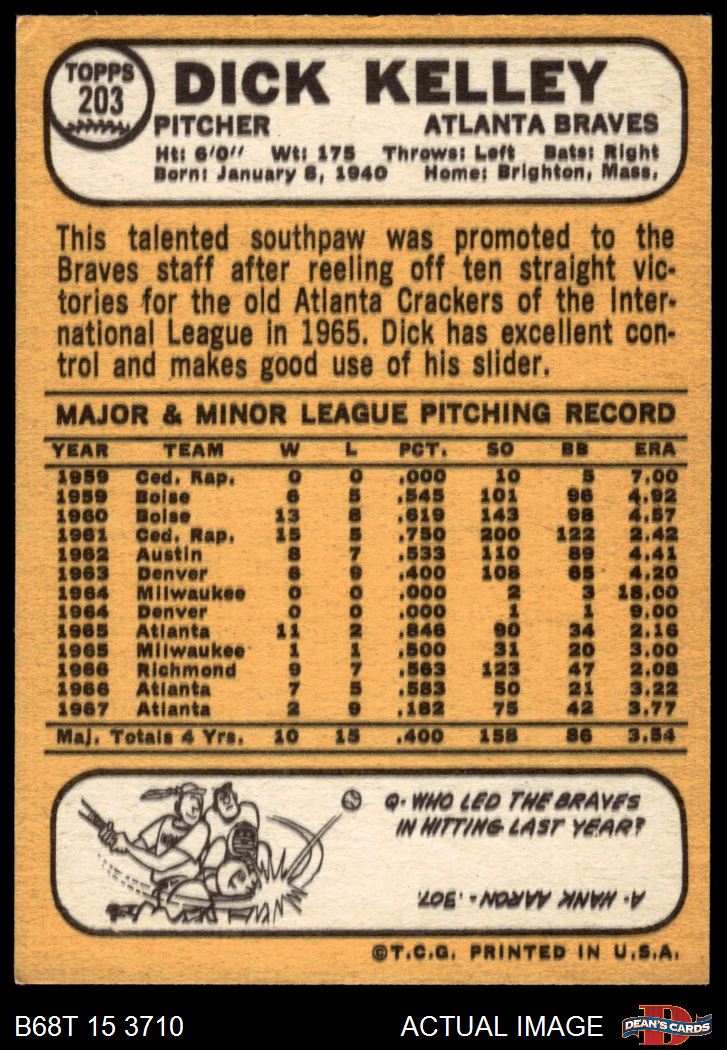 TOPPS
203
DICK KELLEY
PITCHER ATLANTA BRAVES
Ht: 6'0" Wt: 175 Throws: Left Bats: Right
Born: January 8, 1940 Home: Brighton, Mass.
This talented southpaw was promoted to the
Braves staff after reeling off ten straight vic-
tories for the old Atlanta Crackers of the Inter-
national League in 1965. Dick has excellent con-
trol and makes good use of his slider.
MAJOR & MINOR LEAGUE PITCHING RECORD
YEAR TEAM W L PCT. SO BB ERA
1959 Ced. Rap. 0 0 .000 10 5 7.00
1959 Boise 6 5 .545 101 96 4.92
1960 Boise 13 8 .619 143 98 4.57
1961 Ced. Rap. 15 5 .750 200 122 2.42
1962 Austin 8 7 .533 110 89 4.41
1963 Denver 6 9 .400 108 65 4.20
1964 Milwaukee 0 0 .000 2 3 18.00
1964 Denver 0 0 .000 1 1 9.00
1965 Atlanta 11 2 .846 90 34 2.16
1965 Milwaukee 1 1 .500 31 20 3.00
1966 Richmond 9 7 .563 123 47 2.08
1966 Atlanta 7 5 .583 50 21 3.22
1967 Atlanta 2 9 .182 75 42 3.77
Maj. Totals 4 Yrs. 10 15 .400 158 86 3.54
Q- WHO LED THE BRAVES
IN HITTING LAST YEAR?
A- HANK AARON - .307.
©T.C.G. PRINTED IN U.S.A.
B68T 15 3710 ACTUAL IMAGE
D
DEAN'S CARDS